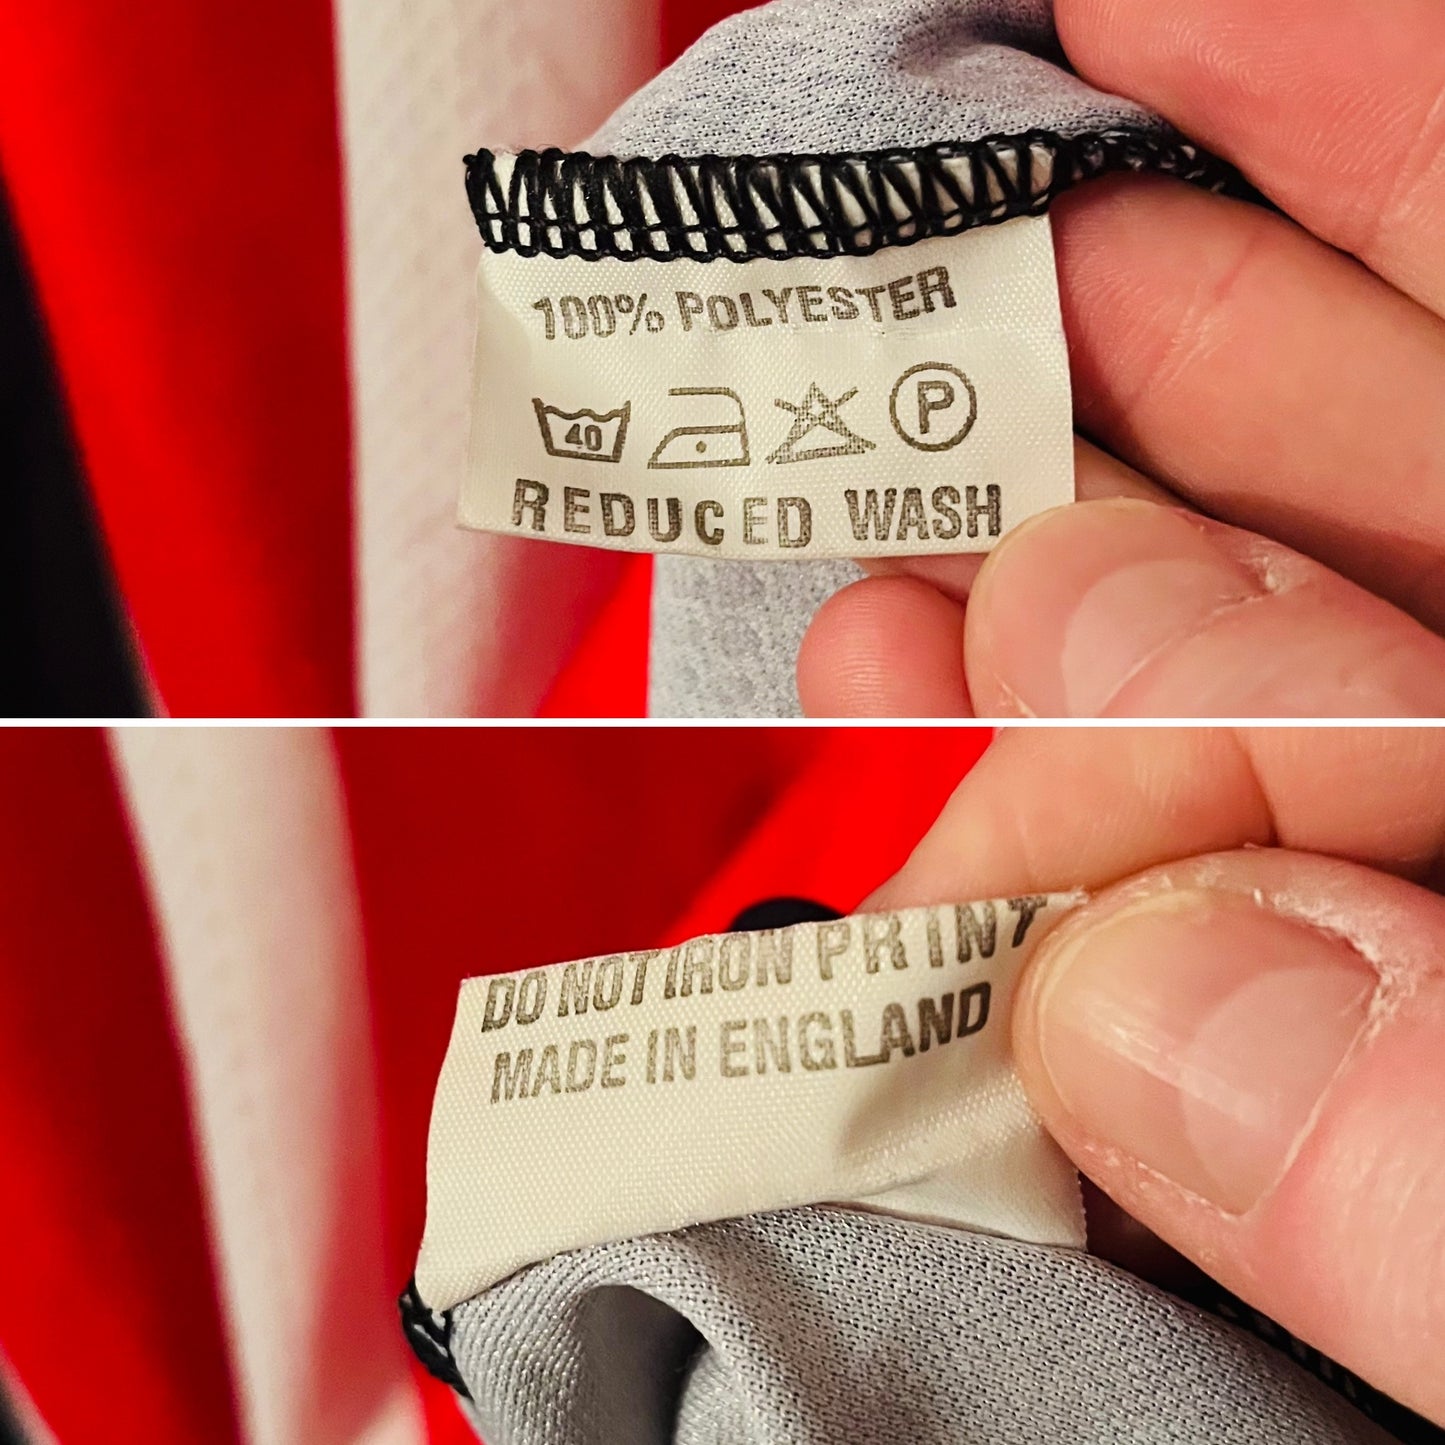 100% POLYESTER
40 P
REDUCED WASH
DO NOT IRON PRINT
MADE IN ENGLAND